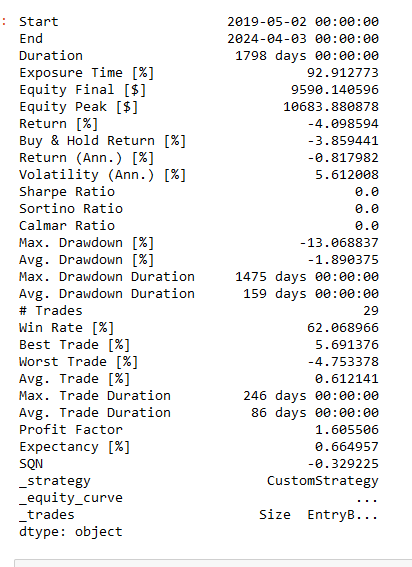 : Start 2019-05-02 00:00:00
End 2024-04-03 00:00:00
Duration 1798 days 00:00:00
Exposure Time [%] 92.912773
Equity Final [$] 9590.140596
Equity Peak [$] 10683.880878
Return [%] -4.098594
Buy & Hold Return [%] -3.859441
Return (Ann.) [%] -0.817982
Volatility (Ann.) [%] 5.612008
Sharpe Ratio 0.0
Sortino Ratio 0.0
Calmar Ratio 0.0
Max. Drawdown [%] -13.068837
Avg. Drawdown [%] -1.890375
Max. Drawdown Duration 1475 days 00:00:00
Avg. Drawdown Duration 159 days 00:00:00
# Trades 29
Win Rate [%] 62.068966
Best Trade [%] 5.691376
Worst Trade [%] -4.753378
Avg. Trade [%] 0.612141
Max. Trade Duration 246 days 00:00:00
Avg. Trade Duration 86 days 00:00:00
Profit Factor 1.605506
Expectancy [%] 0.664957
SQN -0.329225
_strategy CustomStrategy
_equity_curve ...
_trades Size EntryB...
dtype: object